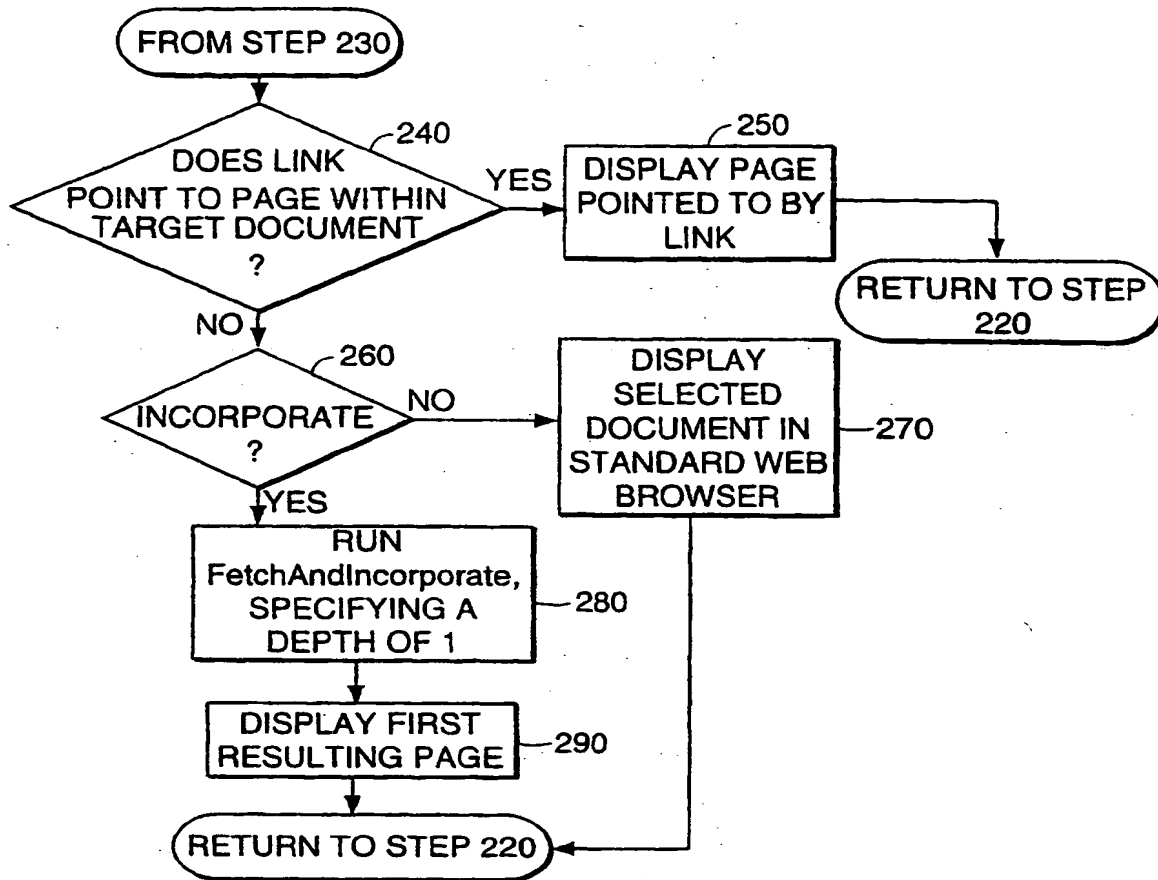 FROM STEP 230
240
DOES LINK
POINT TO PAGE WITHIN
TARGET DOCUMENT
?
YES
250
DISPLAY PAGE
POINTED TO BY
LINK
RETURN TO STEP
220
NO
260
INCORPORATE
?
NO
DISPLAY
SELECTED
DOCUMENT IN
STANDARD WEB
BROWSER
270
YES
RUN
FetchAndIncorporate,
SPECIFYING A
DEPTH OF 1
280
DISPLAY FIRST
RESULTING PAGE
290
RETURN TO STEP 220